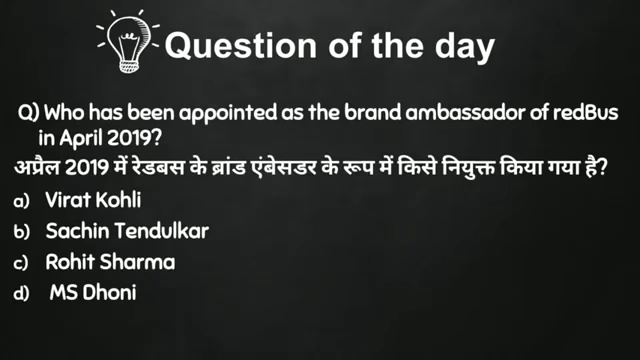 Question of the day
Q) Who has been appointed as the brand ambassador of redBus
in April 2019?
अप्रैल 2019 में रेडबस के ब्रांड एंबेसडर के रूप में किसे नियुक्त किया गया है?
a) Virat Kohli
b) Sachin Tendulkar
c) Rohit Sharma
d) MS Dhoni